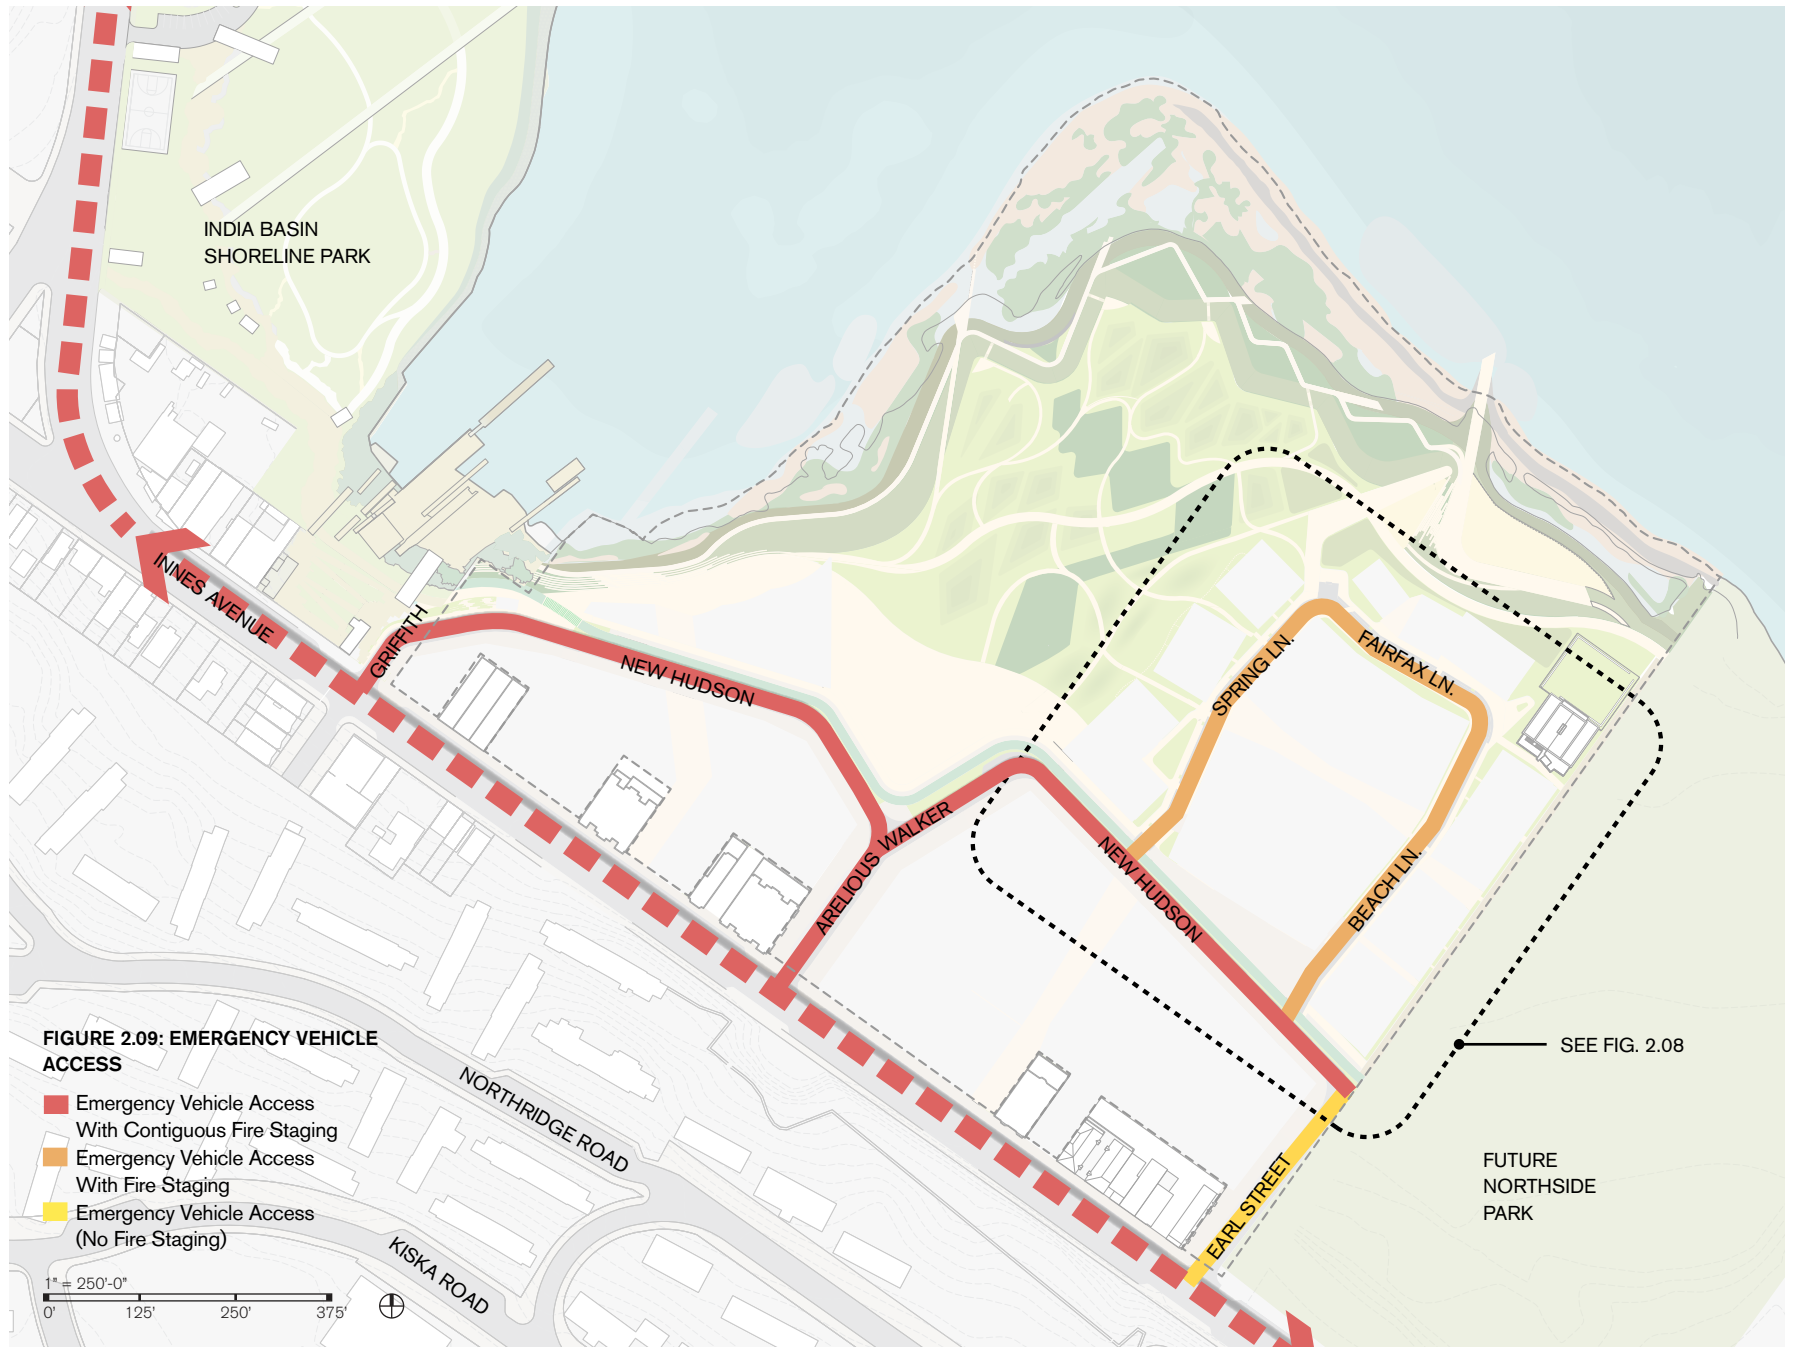 INDIA BASIN
SHORELINE PARK
INNES AVENUE
GRIFFITH
NEW HUDSON
ARELIOUS WALKER
NEW HUDSON
SPRING LN.
FAIRFAX LN.
BEACH LN.
EARL STREET
SEE FIG. 2.08
FUTURE
NORTHSIDE
PARK
NORTHRIDGE ROAD
KISKA ROAD
FIGURE 2.09: EMERGENCY VEHICLE
ACCESS
Emergency Vehicle Access
With Contiguous Fire Staging
Emergency Vehicle Access
With Fire Staging
Emergency Vehicle Access
(No Fire Staging)
1" = 250'-0"
0' 125' 250' 375'